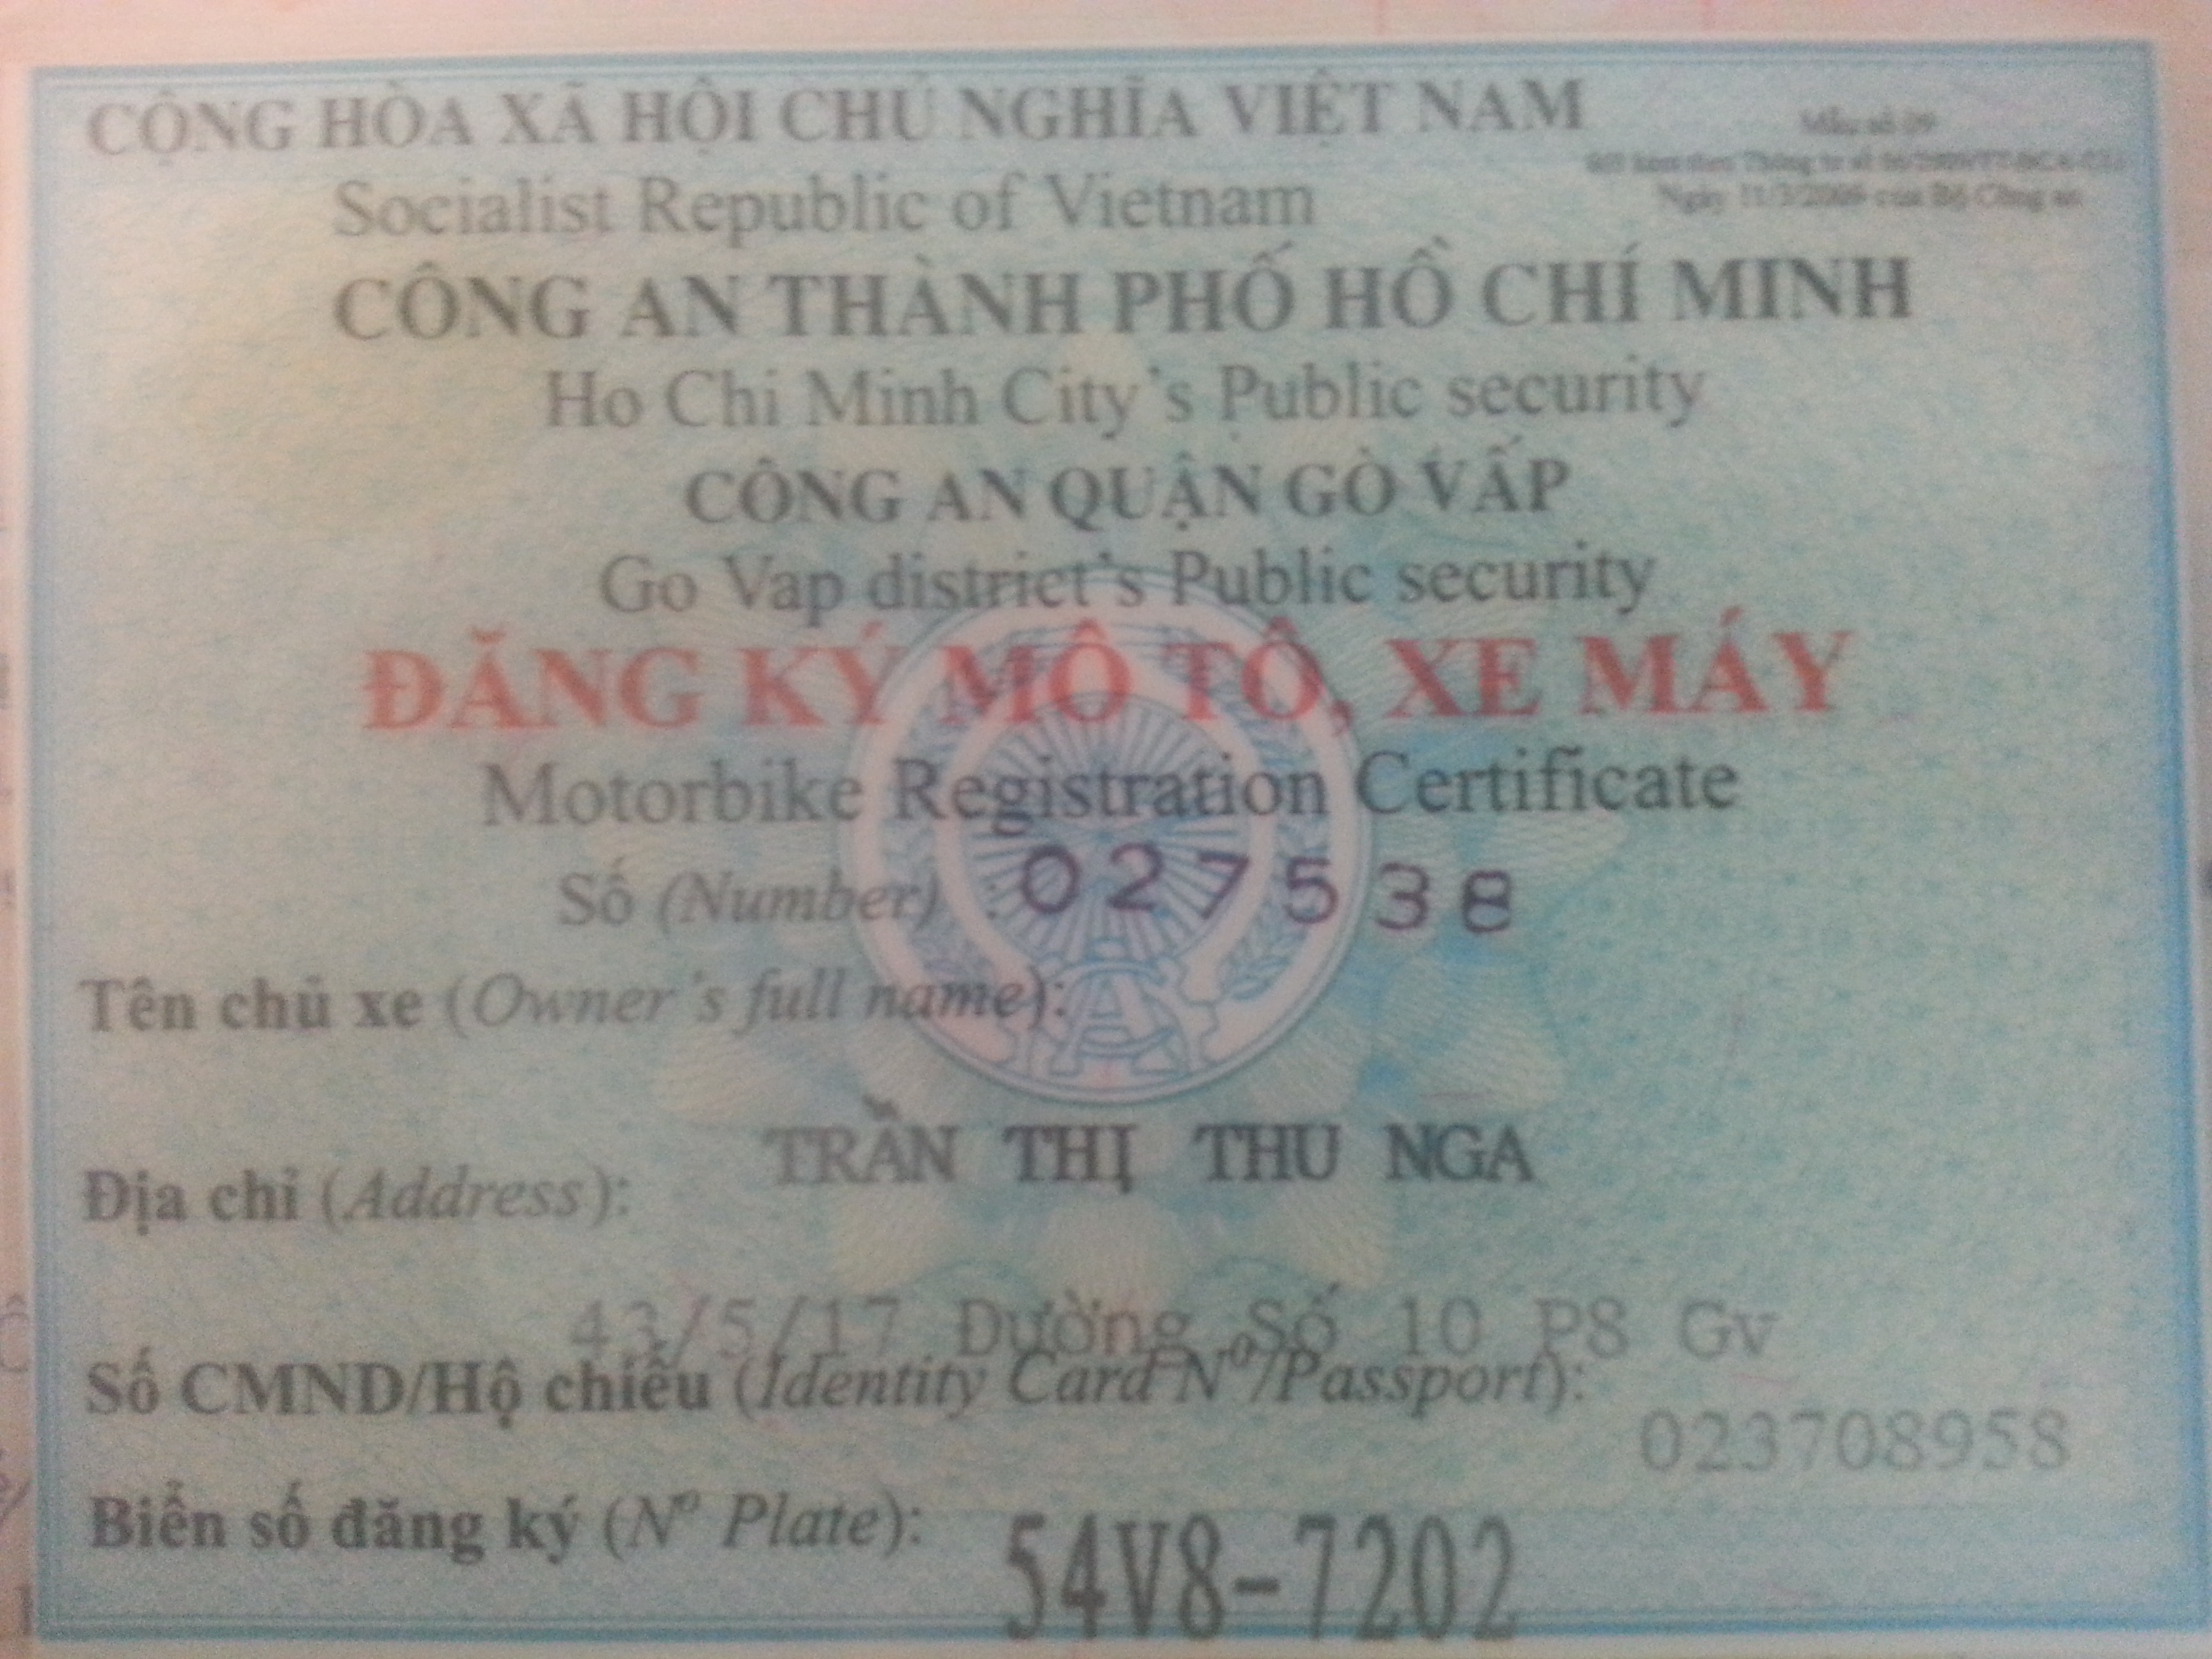 CỘNG HÒA XÃ HỘI CHỦ NGHĨA VIỆT NAM
Mẫu số 09
Socialist Republic of Vietnam
Ngày 11/3/2009 của Bộ Công an
CÔNG AN THÀNH PHỐ HỒ CHÍ MINH
Ho Chi Minh City's Public security
CÔNG AN QUẬN GÒ VẤP
Go Vap district's Public security
ĐĂNG KÝ MÔ TÔ, XE MÁY
Motorbike Registration Certificate
Số (Number) : 027538
Tên chủ xe (Owner's full name):
TRẦN THỊ THU NGA
Địa chỉ (Address):
43/5/17 Đường Số 10 P8 Gv
Số CMND/Hộ chiếu (Identity Card Nº/Passport):
023708958
Biển số đăng ký (Nº Plate): 54V8-7202